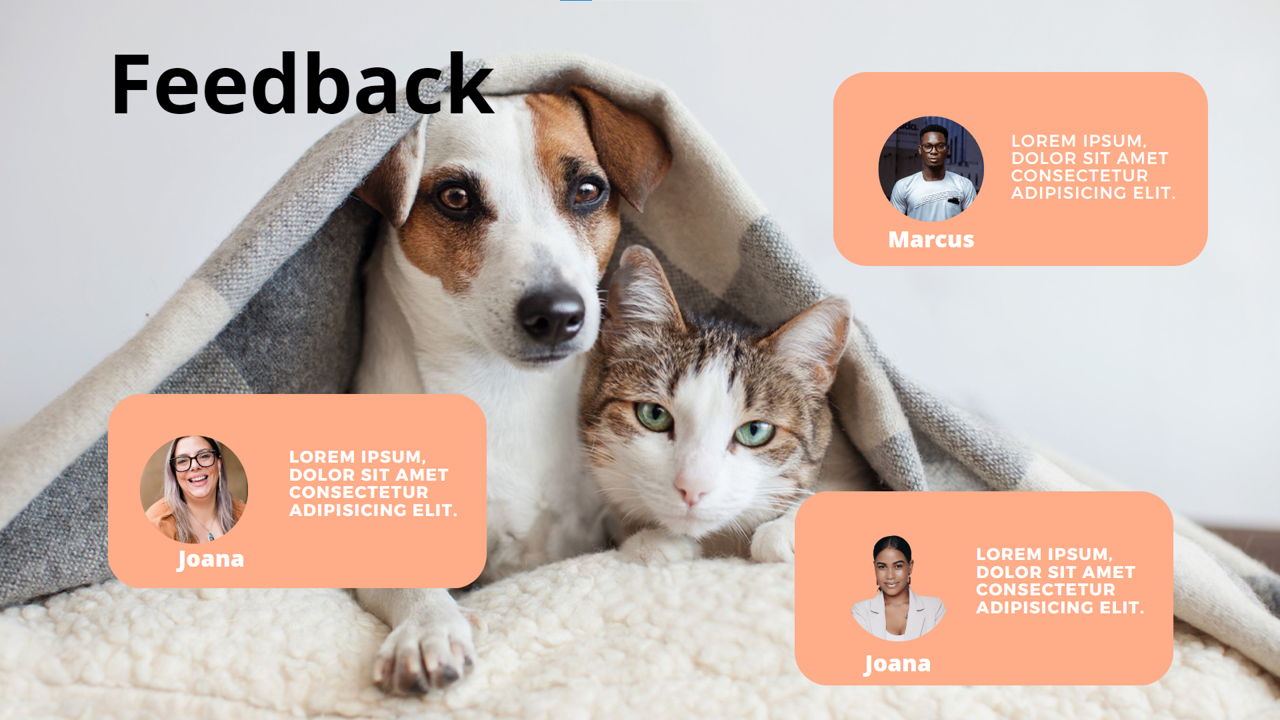 Feedback
LOREM IPSUM,
DOLOR SIT AMET
CONSECTETUR
ADIPISICING ELIT.
Marcus
LOREM IPSUM,
DOLOR SIT AMET
CONSECTETUR
ADIPISICING ELIT.
Joana
LOREM IPSUM,
DOLOR SIT AMET
CONSECTETUR
ADIPISICING ELIT.
Joana